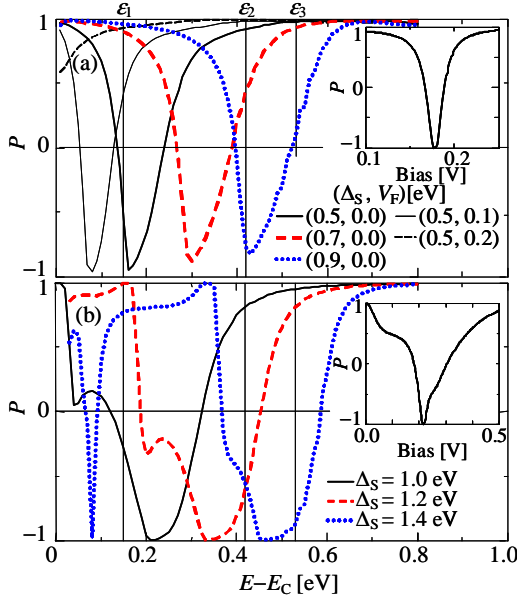 ε1 ε2 ε3
1
(a)
P
0
−1
1
P
−1
0.1 0.2
Bias [V]
(ΔS , VF)[eV]
(0.5, 0.0) (0.5, 0.1)
(0.7, 0.0) (0.5, 0.2)
(0.9, 0.0)
1
(b)
P
0
−1
1
P
−1
0.0 0.5
Bias [V]
ΔS = 1.0 eV
ΔS = 1.2 eV
ΔS = 1.4 eV
0 0.2 0.4 0.6 0.8 1.0
E−EC [eV]